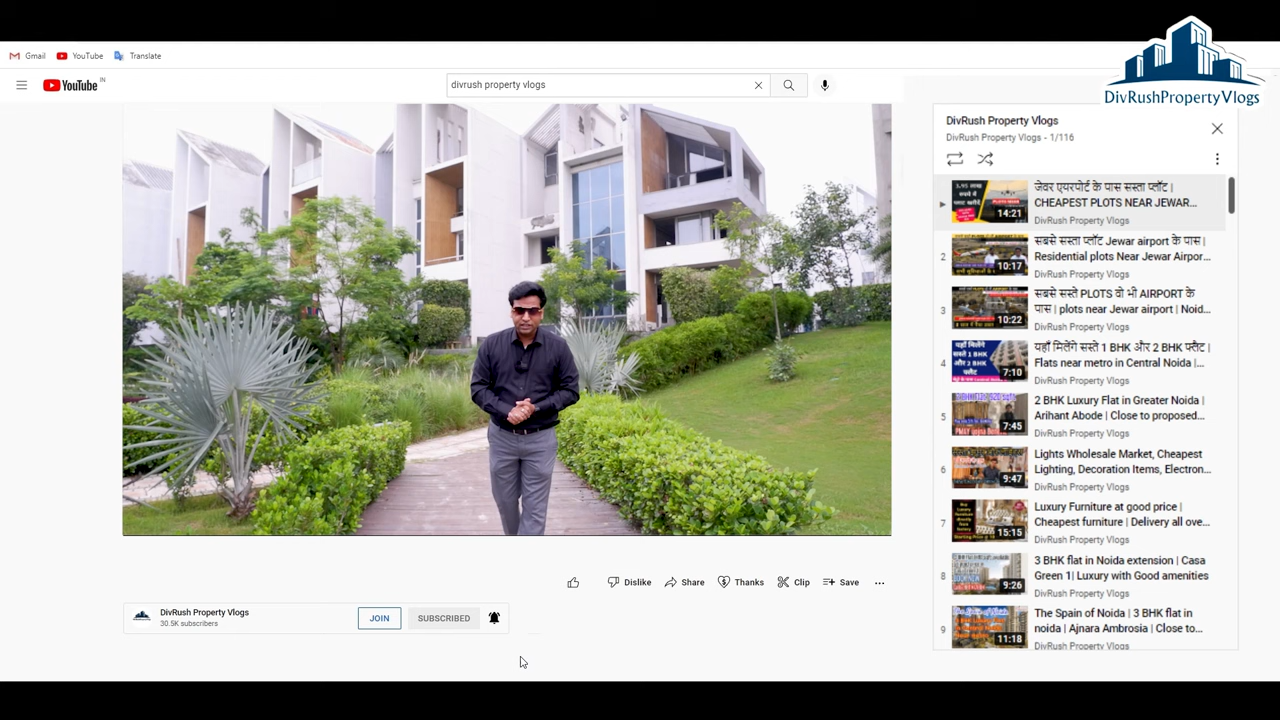 Gmail
YouTube
Translate
YouTube IN
divrush property vlogs
DivRushPropertyVlogs
DivRush Property Vlogs
DivRush Property Vlogs - 1/116
14:21
जेवर एयरपोर्ट के पास सस्ता प्लॉट |
CHEAPEST PLOTS NEAR JEWAR...
DivRush Property Vlogs
2
10:17
सबसे सस्ता प्लॉट Jewar airport के पास |
Residential plots Near Jewar Airpor...
DivRush Property Vlogs
3
10:22
सबसे सस्ते PLOTS वो भी AIRPORT के
पास | plots near Jewar airport | Noid...
DivRush Property Vlogs
4
7:10
यहाँ मिलेंगे सस्ते 1 BHK और 2 BHK फ्लैट |
Flats near metro in Central Noida |...
DivRush Property Vlogs
5
7:45
2 BHK Luxury Flat in Greater Noida |
Arihant Abode | Close to proposed...
DivRush Property Vlogs
6
9:47
Lights Wholesale Market, Cheapest
Lighting, Decoration Items, Electron...
DivRush Property Vlogs
7
15:15
Luxury Furniture at good price |
Cheapest furniture | Delivery all ove...
DivRush Property Vlogs
8
9:26
3 BHK flat in Noida extension | Casa
Green 1| Luxury with Good amenities
DivRush Property Vlogs
9
11:18
The Spain of Noida | 3 BHK flat in
noida | Ajnara Ambrosia | Close to...
DivRush Property Vlogs
Dislike
Share
Thanks
Clip
Save
DivRush Property Vlogs
30.5K subscribers
JOIN
SUBSCRIBED